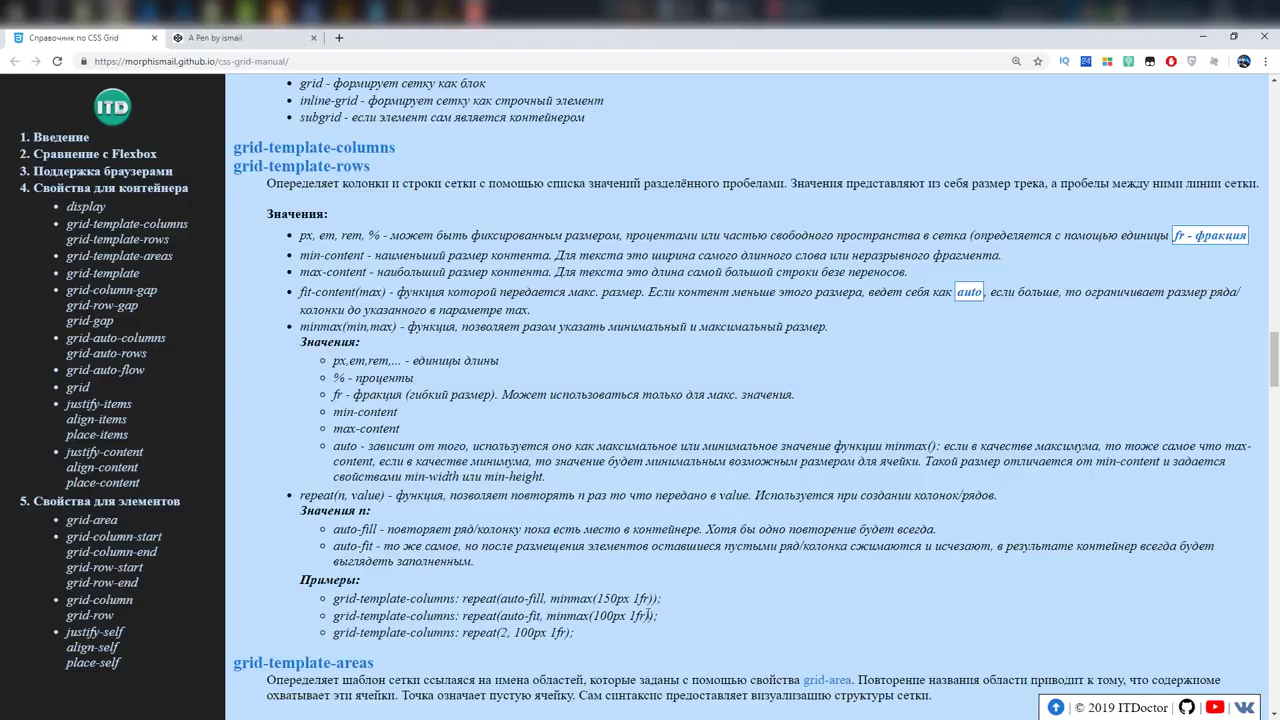 Справочник по CSS Grid
A Pen by ismail
https://morphismail.github.io/css-grid-manual/
ITD
1. Введение
2. Сравнение с Flexbox
3. Поддержка браузерами
4. Свойства для контейнера
display
grid-template-columns
grid-template-rows
grid-template-areas
grid-template
grid-column-gap
grid-row-gap
grid-gap
grid-auto-columns
grid-auto-rows
grid-auto-flow
grid
justify-items
align-items
place-items
justify-content
align-content
place-content
5. Свойства для элементов
grid-area
grid-column-start
grid-column-end
grid-row-start
grid-row-end
grid-column
grid-row
justify-self
align-self
place-self
grid - формирует сетку как блок
inline-grid - формирует сетку как строчный элемент
subgrid - если элемент сам является контейнером
grid-template-columns
grid-template-rows
Определяет колонки и строки сетки с помощью списка значений разделённого пробелами. Значения представляют из себя размер трека, а пробелы между ними линии сетки.
Значения:
px, em, rem, % - может быть фиксированным размером, процентами или частью свободного пространства в сетка (определяется с помощью единицы fr - фракция
min-content - наименьший размер контента. Для текста это ширина самого длинного слова или неразрывного фрагмента.
max-content - наибольший размер контента. Для текста это длина самой большой строки безе переносов.
fit-content(max) - функция которой передается макс. размер. Если контент меньше этого размера, ведет себя как auto, если больше, то ограничивает размер ряда/
колонки до указанного в параметре max.
minmax(min,max) - функция, позволяет разом указать минимальный и максимальный размер.
Значения:
px,em,rem,... - единицы длины
% - проценты
fr - фракция (гибкий размер). Может использоваться только для макс. значения.
min-content
max-content
auto - зависит от того, используется оно как максимальное или минимальное значение функции minmax(): если в качестве максимума, то тоже самое что max-
content, если в качестве минимума, то значение будет минимальным возможным размером для ячейки. Такой размер отличается от min-content и задается
свойствами min-width или min-height.
repeat(n, value) - функция, позволяет повторять n раз то что передано в value. Используется при создании колонок/рядов.
Значения n:
auto-fill - повторяет ряд/колонку пока есть место в контейнере. Хотя бы одно повторение будет всегда.
auto-fit - то же самое, но после размещения элементов оставшиеся пустыми ряд/колонка сжимаются и исчезают, в результате контейнер всегда будет
выглядеть заполненным.
Примеры:
grid-template-columns: repeat(auto-fill, minmax(150px 1fr));
grid-template-columns: repeat(auto-fit, minmax(100px 1fr));
grid-template-columns: repeat(2, 100px 1fr);
grid-template-areas
Опеределяет шаблон сетки ссылаяся на имена областей, которые заданы с помощью свойства grid-area. Повторение названия области приводит к тому, что содержиоме
охватывает эти ячейки. Точка означает пустую ячейку. Сам синтаксис предоставляет визуализацию структуры сетки.
| © 2019 ITDoctor | | |